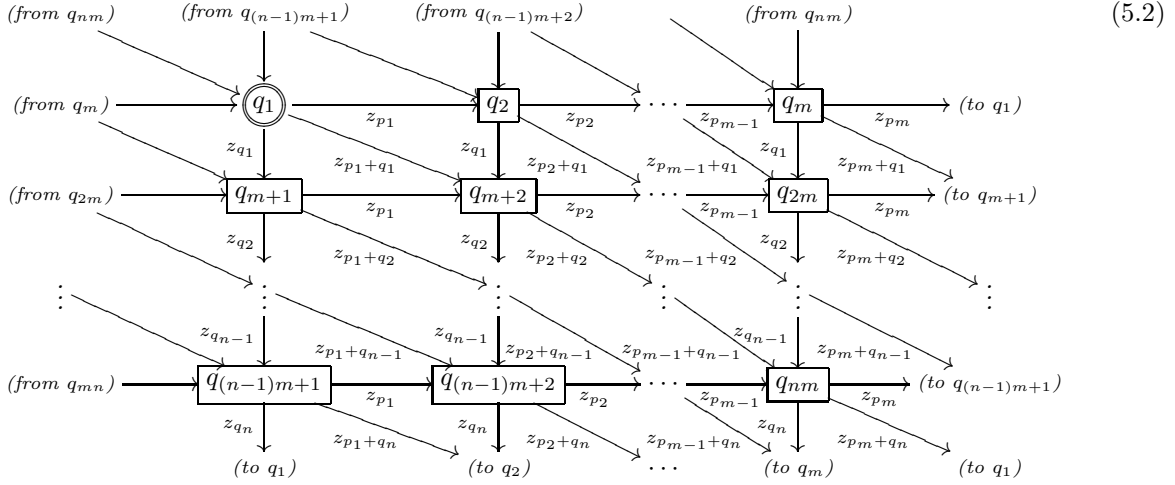 (from q_{nm}) (from q_{(n-1)m+1}) (from q_{(n-1)m+2}) (from q_{nm}) (5.2)
(from q_m) q_1 z_{p_1} q_2 z_{p_2} ⋯ z_{p_{m-1}} q_m z_{p_m} (to q_1)
z_{q_1} z_{p_1+q_1} z_{q_1} z_{p_2+q_1} z_{p_{m-1}+q_1} z_{q_1} z_{p_m+q_1}
(from q_{2m}) q_{m+1} z_{p_1} q_{m+2} z_{p_2} ⋯ z_{p_{m-1}} q_{2m} z_{p_m} (to q_{m+1})
z_{q_2} z_{p_1+q_2} z_{q_2} z_{p_2+q_2} z_{p_{m-1}+q_2} z_{q_2} z_{p_m+q_2}
⋮ ⋮ ⋮ ⋮ ⋮ ⋮
z_{q_{n-1}} z_{p_1+q_{n-1}} z_{q_{n-1}} z_{p_2+q_{n-1}} z_{p_{m-1}+q_{n-1}} z_{q_{n-1}} z_{p_m+q_{n-1}}
(from q_{mn}) q_{(n-1)m+1} z_{p_1} q_{(n-1)m+2} z_{p_2} ⋯ z_{p_{m-1}} q_{nm} z_{p_m} (to q_{(n-1)m+1})
z_{q_n} z_{p_1+q_n} z_{q_n} z_{p_2+q_n} z_{p_{m-1}+q_n} z_{q_n} z_{p_m+q_n}
(to q_1) (to q_2) ⋯ (to q_m) (to q_1)